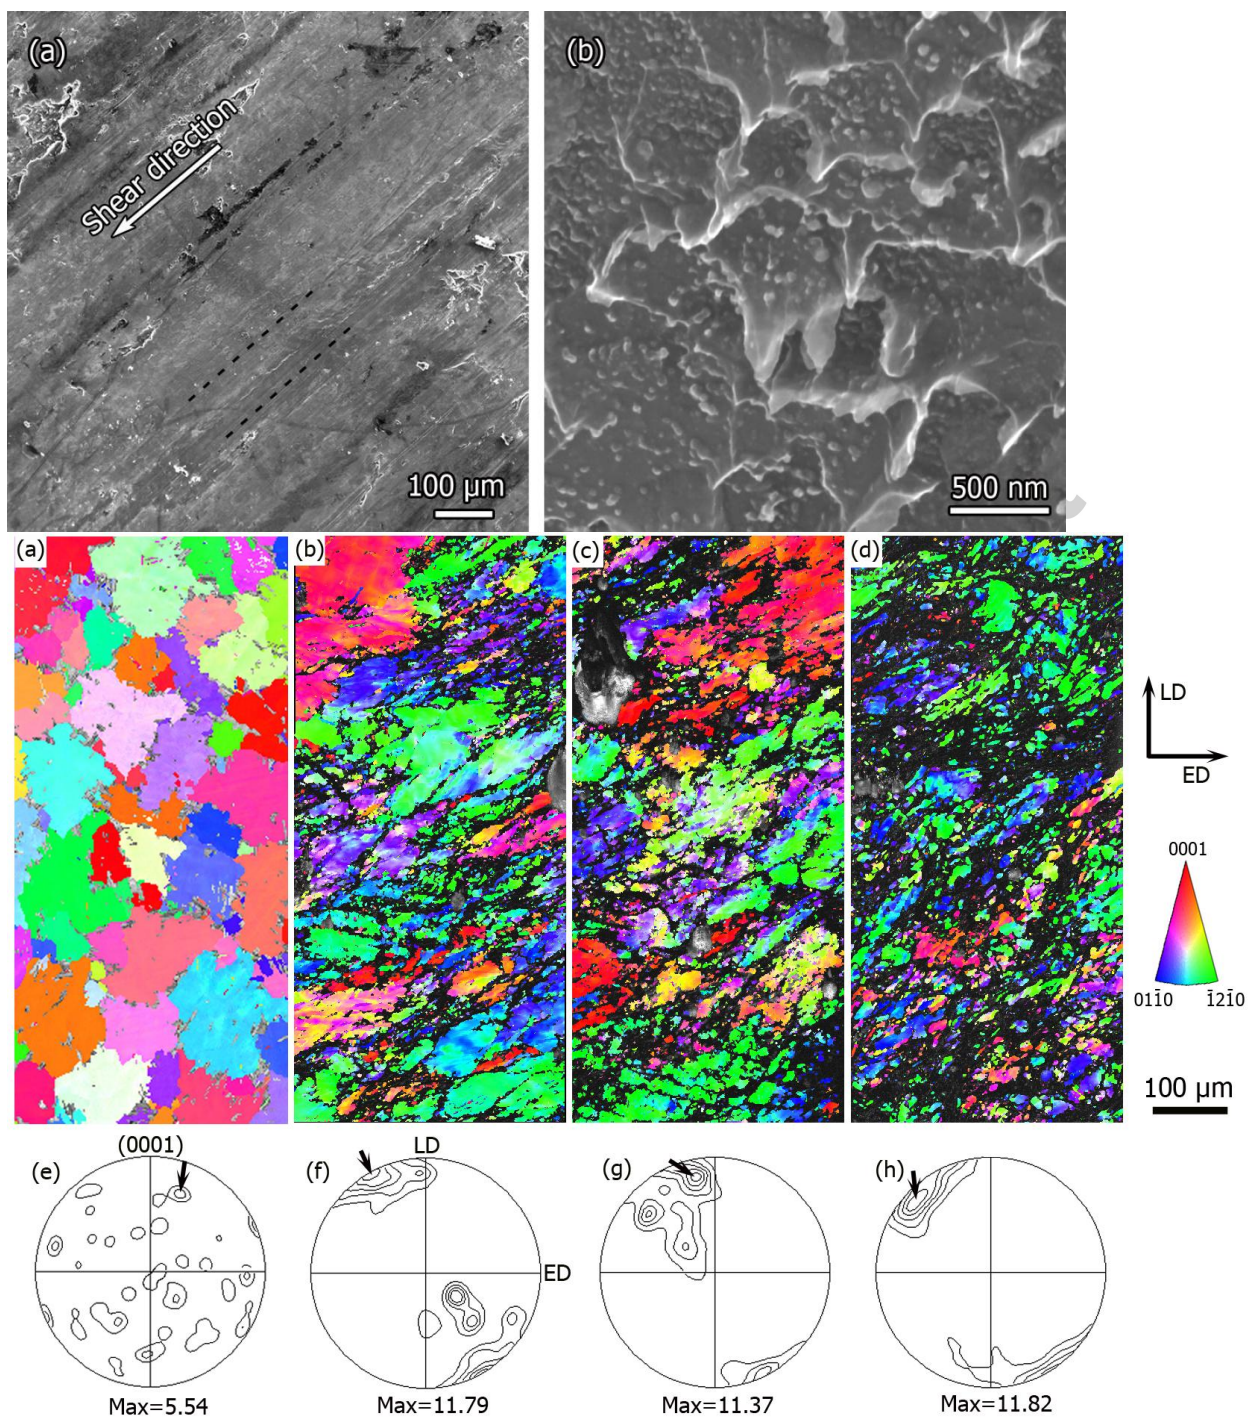 (a)
Shear direction
100 μm
(b)
500 nm
(a)
(b)
(c)
(d)
LD
ED
0001
01̄10
1̄21̄0
100 μm
(e)
(0001)
Max=5.54
(f)
LD
ED
Max=11.79
(g)
Max=11.37
(h)
Max=11.82